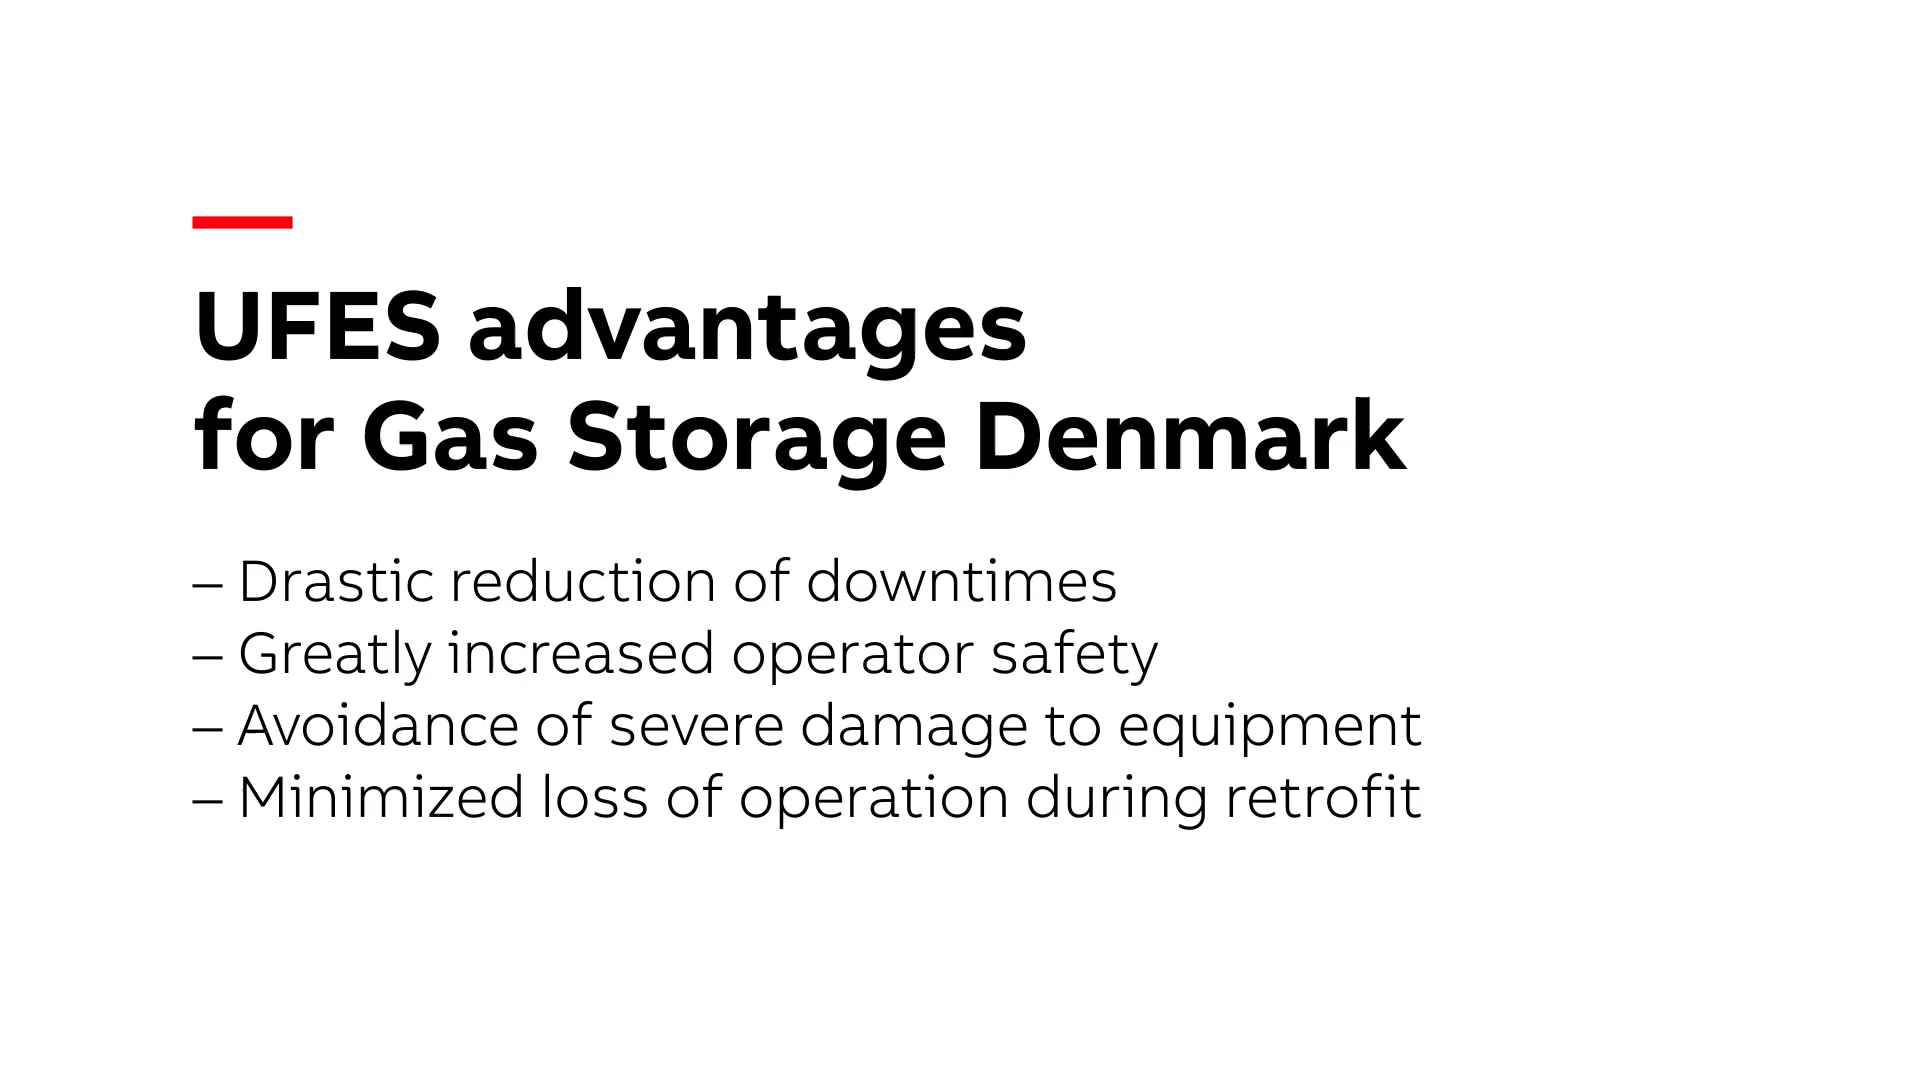 UFES advantages
for Gas Storage Denmark
– Drastic reduction of downtimes
– Greatly increased operator safety
– Avoidance of severe damage to equipment
– Minimized loss of operation during retrofit